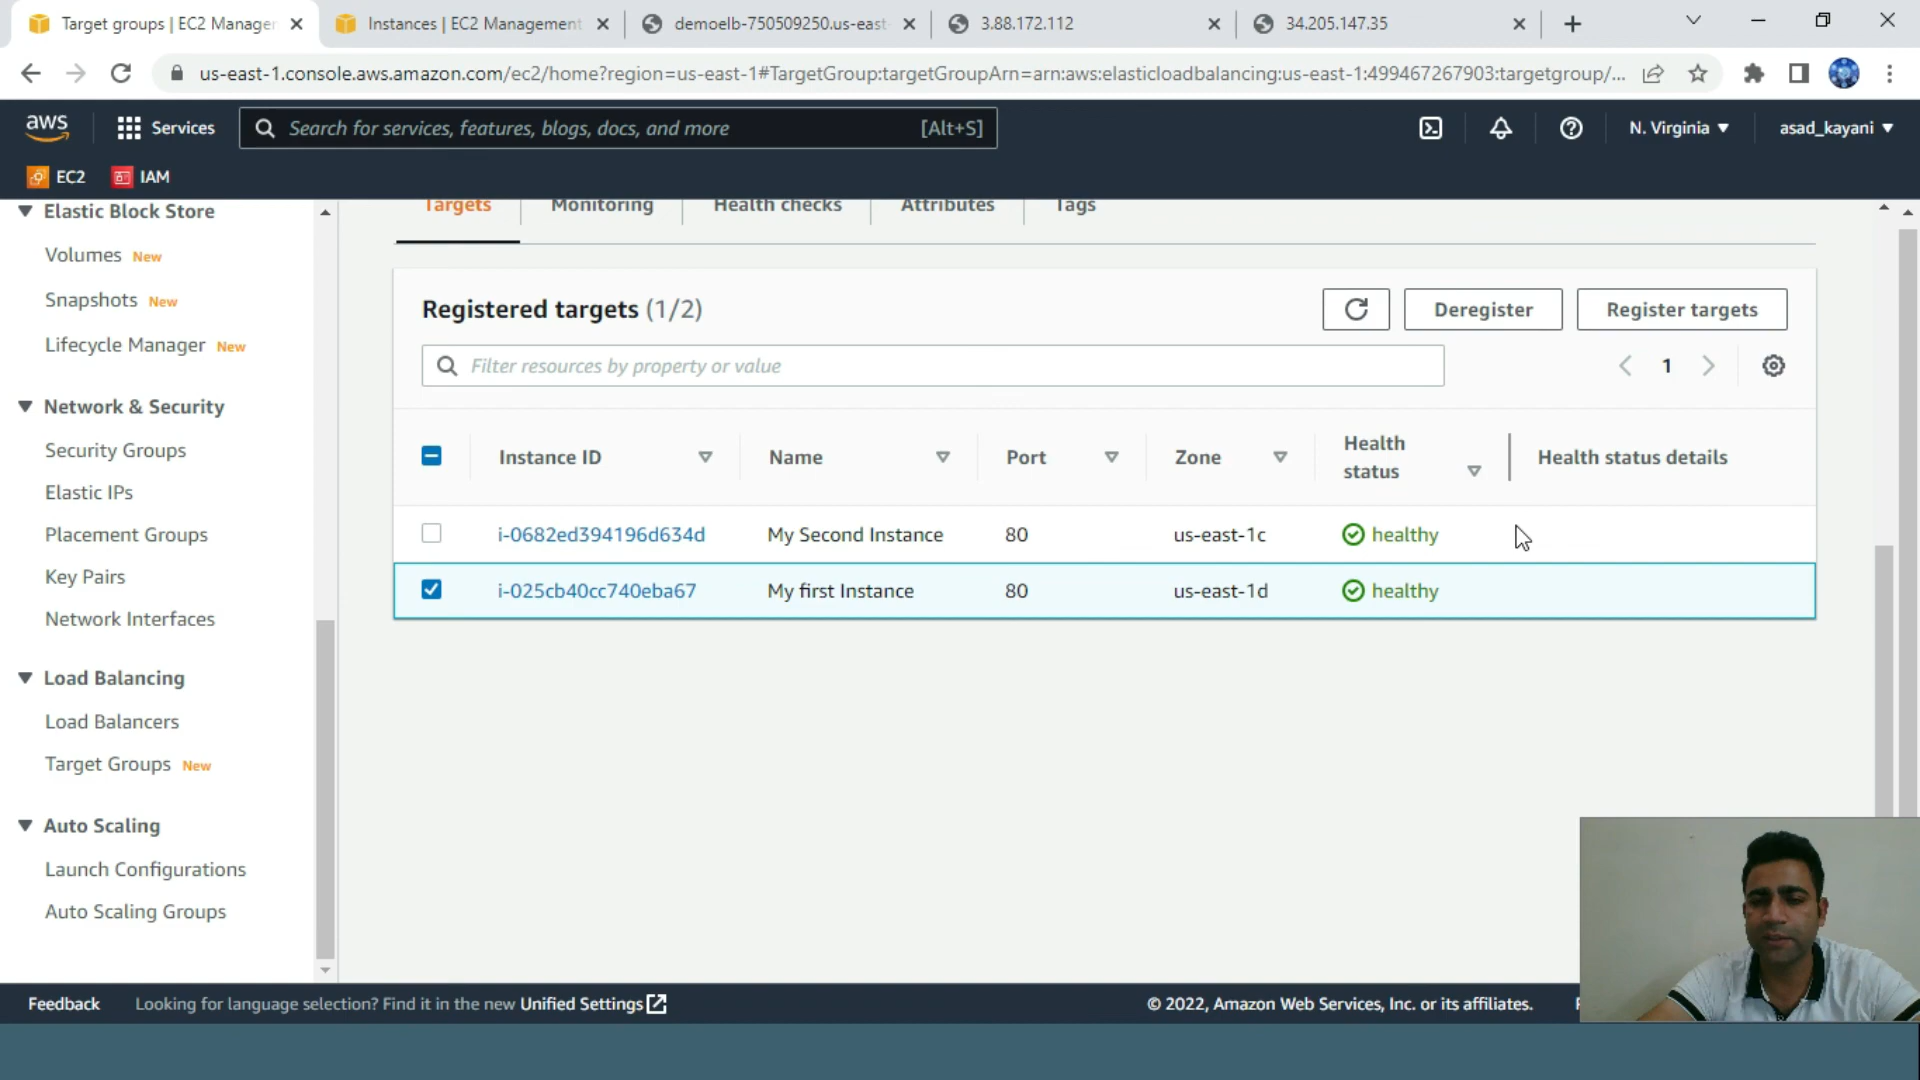 Target groups | EC2 Manager
Instances | EC2 Management
demoelb-750509250.us-east-
3.88.172.112
34.205.147.35
us-east-1.console.aws.amazon.com/ec2/home?region=us-east-1#TargetGroup:targetGroupArn=arn:aws:elasticloadbalancing:us-east-1:499467267903:targetgroup/...
aws
Services
Search for services, features, blogs, docs, and more
[Alt+S]
N. Virginia
asad_kayani
EC2
IAM
Elastic Block Store
Volumes New
Snapshots New
Lifecycle Manager New
Network & Security
Security Groups
Elastic IPs
Placement Groups
Key Pairs
Network Interfaces
Load Balancing
Load Balancers
Target Groups New
Auto Scaling
Launch Configurations
Auto Scaling Groups
Targets
Monitoring
Health checks
Attributes
Tags
Registered targets (1/2)
Deregister
Register targets
Filter resources by property or value
1
Instance ID
Name
Port
Zone
Health status
Health status details
i-0682ed394196d634d My Second Instance 80 us-east-1c healthy
i-025cb40cc740eba67 My first Instance 80 us-east-1d healthy
Feedback
Looking for language selection? Find it in the new Unified Settings
© 2022, Amazon Web Services, Inc. or its affiliates.